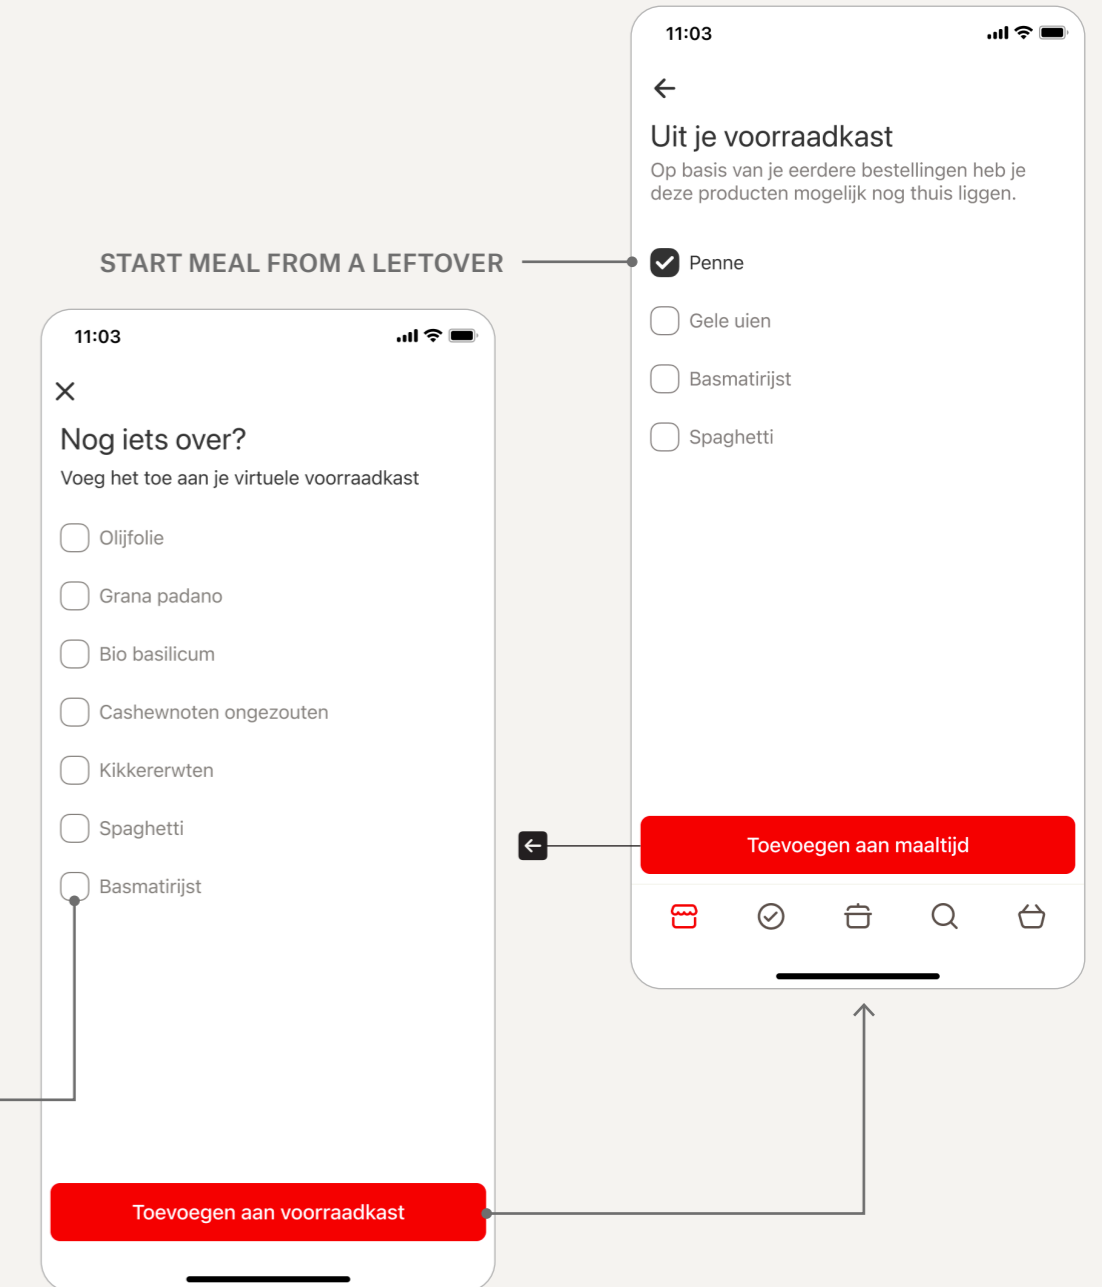 11:03
Uit je voorraadkast
Op basis van je eerdere bestellingen heb je
deze producten mogelijk nog thuis liggen.
START MEAL FROM A LEFTOVER
Penne
Gele uien
Basmatirijst
Spaghetti
Toevoegen aan maaltijd
11:03
Nog iets over?
Voeg het toe aan je virtuele voorraadkast
Olijfolie
Grana padano
Bio basilicum
Cashewnoten ongezouten
Kikkererwten
Spaghetti
Basmatirijst
Toevoegen aan voorraadkast